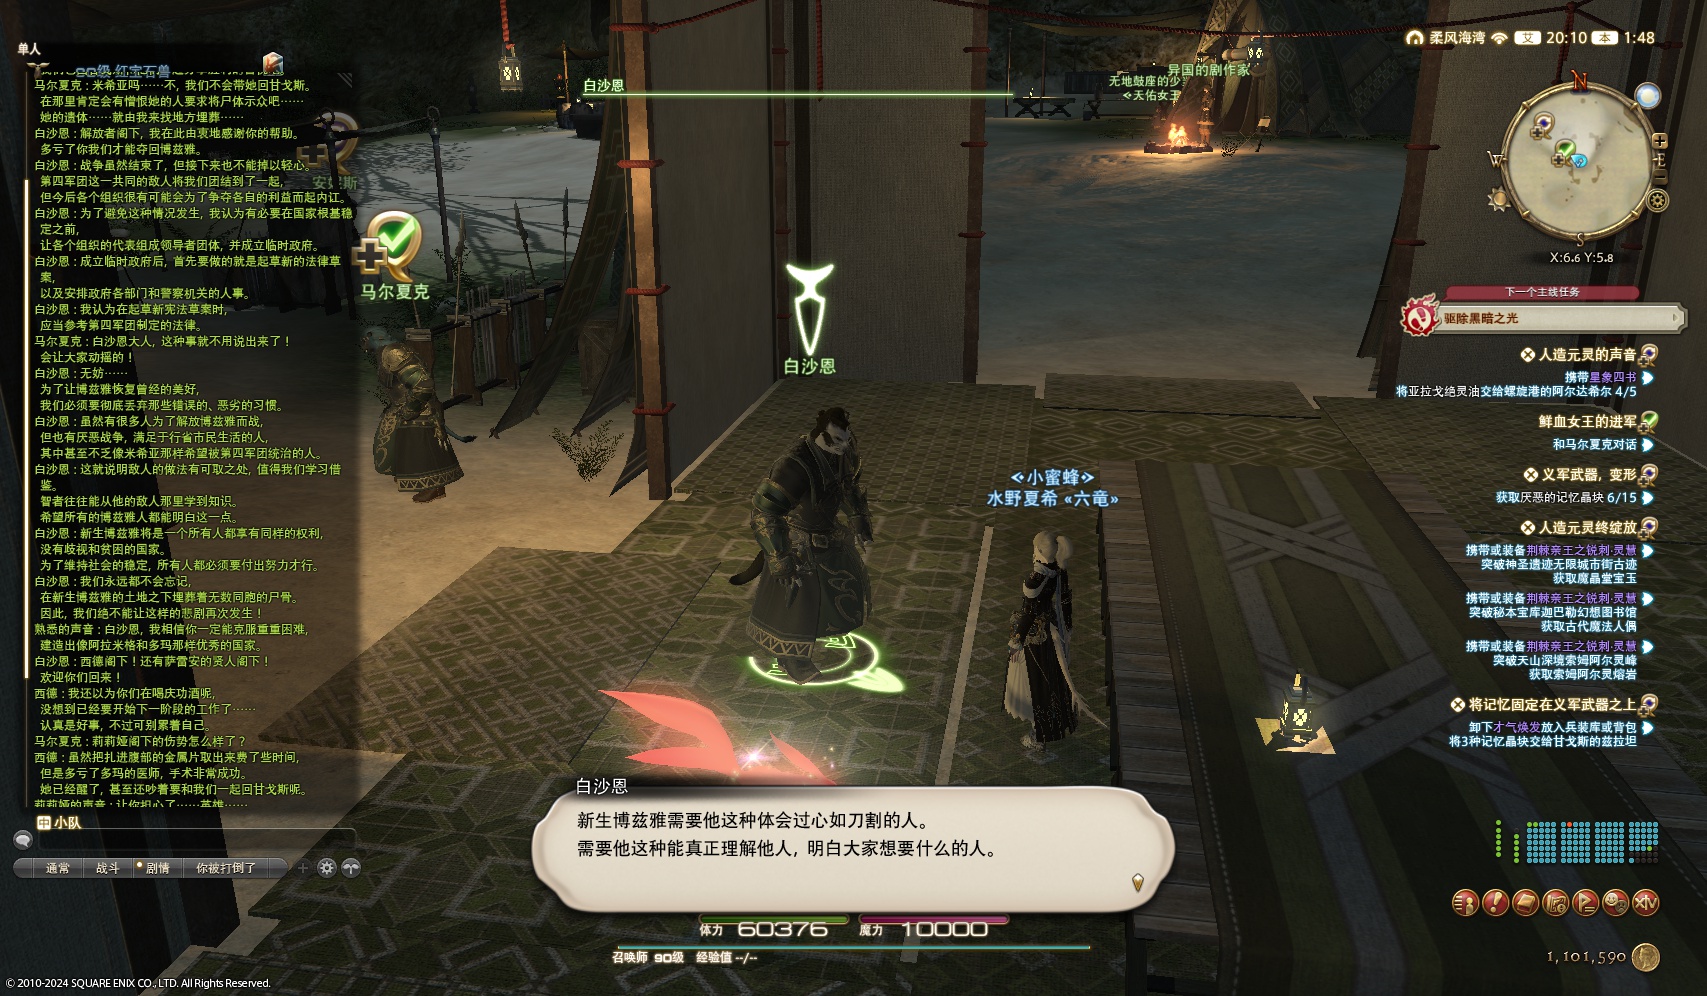 单人
90级 红宝石兽
马尔夏克：米希亚吗……不，我们不会带她回甘戈斯。
在那里肯定会有憎恨她的人要求将尸体示众吧……
她的遗体……就由我来找地方埋葬……
白沙恩：解放者阁下，我在此由衷地感谢你的帮助。
多亏了你我们才能夺回博兹雅。
白沙恩：战争虽然结束了，但接下来也不能掉以轻心。
第四军团这一共同的敌人将我们团结到了一起，
但今后各个组织很有可能会为了争夺各自的利益而起内讧。
白沙恩：为了避免这种情况发生，我认为有必要在国家根基稳
定之前，
让各个组织的代表组成领导者团体，并成立临时政府。
白沙恩：成立临时政府后，首先要做的就是起草新的法律草
案，
以及安排政府各部门和警察机关的人事。
白沙恩：我认为在起草新宪法草案时，
应当参考第四军团制定的法律。
马尔夏克：白沙恩大人，这种事就不用说出来了！
会让大家动摇的！
白沙恩：无妨……
为了让博兹雅恢复曾经的美好，
我们必须要彻底丢弃那些错误的、恶劣的习惯。
白沙恩：虽然有很多人为了解放博兹雅而战，
但也有厌恶战争，满足于行省市民生活的人，
其中甚至不乏像米希亚那样希望被第四军团统治的人。
白沙恩：这就说明敌人的做法有可取之处，值得我们学习借
鉴。
智者往往能从他的敌人那里学到知识。
希望所有的博兹雅人都能明白这一点。
白沙恩：新生博兹雅将是一个所有人都享有同样的权利，
没有歧视和贫困的国家。
为了维持社会的稳定，所有人都必须要付出努力才行。
白沙恩：我们永远都不会忘记，
在新生博兹雅的土地之下埋葬着无数同胞的尸骨。
因此，我们绝不能让这样的悲剧再次发生！
熟悉的声音：白沙恩，我相信你一定能克服重重困难，
建造出像阿拉米格和多玛那样优秀的国家。
白沙恩：西德阁下！还有萨雷安的贤人阁下！
欢迎你们回来！
西德：我还以为你们在喝庆功酒呢，
没想到已经要开始下一阶段的工作了……
认真是好事，不过可别累着自己。
马尔夏克：莉莉娅阁下的伤势怎么样了？
西德：虽然把扎进腹部的金属片取出来费了些时间，
但是多亏了多玛的医师，手术非常成功。
她已经醒了，甚至还吵着要和我们一起回甘戈斯呢。
莉莉娅的声音：让你担心了……英雄……
小队
通常
战斗
剧情
你被打倒了
马尔夏克
白沙恩
异国的剧作家
无地鼓座的少
天佑女王
白沙恩
«小蜜蜂»
水野夏希 «六竜»
柔风海湾 艾 20:10 本 1:48
N
W
E
S
X:6.6 Y:5.8
下一个主线任务
驱除黑暗之光
人造元灵的声音
携带星象四书
将亚拉戈绝灵油交给螺旋港的阿尔达希尔 4/5
鲜血女王的进军
和马尔夏克对话
义军武器，变形
获取厌恶的记忆晶块 6/15
人造元灵终绽放
携带或装备荆棘亲王之锐刺·灵慧
突破神圣遗迹无限城市街古迹
获取魔晶堂宝玉
携带或装备荆棘亲王之锐刺·灵慧
突破秘本宝库迦巴勒幻想图书馆
获取古代魔法人偶
携带或装备荆棘亲王之锐刺·灵慧
突破天山深境索姆阿尔灵峰
获取索姆阿尔灵熔岩
将记忆固定在义军武器之上
卸下才气焕发放入兵装库或背包
将3种记忆晶块交给甘戈斯的兹拉坦
白沙恩
新生博兹雅需要他这种体会过心如刀割的人。
需要他这种能真正理解他人，明白大家想要什么的人。
体力 60376 魔力 10000
召唤师 90级 经验值 --/--
XIV
1,101,590
© 2010-2024 SQUARE ENIX CO., LTD. All Rights Reserved.